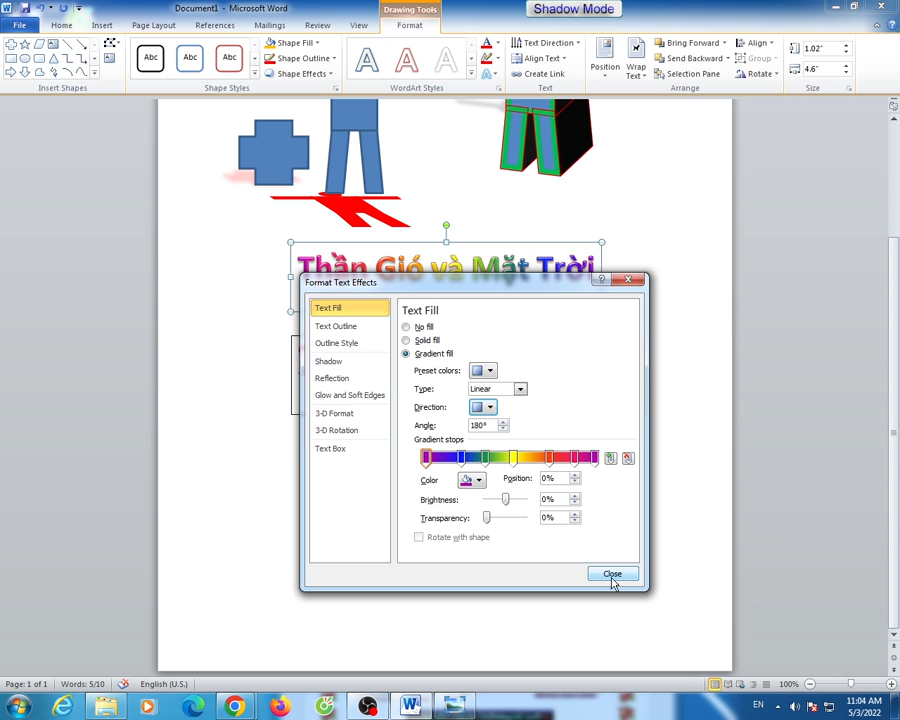 Document1 - Microsoft Word
Drawing Tools
Shadow Mode
File
Home
Insert
Page Layout
References
Mailings
Review
View
Format
Abc
Abc
Abc
Shape Fill
Shape Outline
Shape Effects
A
A
A
Text Direction
Align Text
Create Link
Position
Wrap Text
Bring Forward
Send Backward
Selection Pane
Align
Group
Rotate
1.02"
4.6"
Insert Shapes
Shape Styles
WordArt Styles
Text
Arrange
Size
Thần Gió và Mặt Trời
Format Text Effects
Text Fill
Text Outline
Outline Style
Shadow
Reflection
Glow and Soft Edges
3-D Format
3-D Rotation
Text Box
Text Fill
No fill
Solid fill
Gradient fill
Preset colors:
Type: Linear
Direction:
Angle: 180°
Gradient stops
Color
Position: 0%
Brightness: 0%
Transparency: 0%
Rotate with shape
Close
Page: 1 of 1
Words: 5/10
English (U.S.)
100%
EN
11:04 AM
5/3/2022